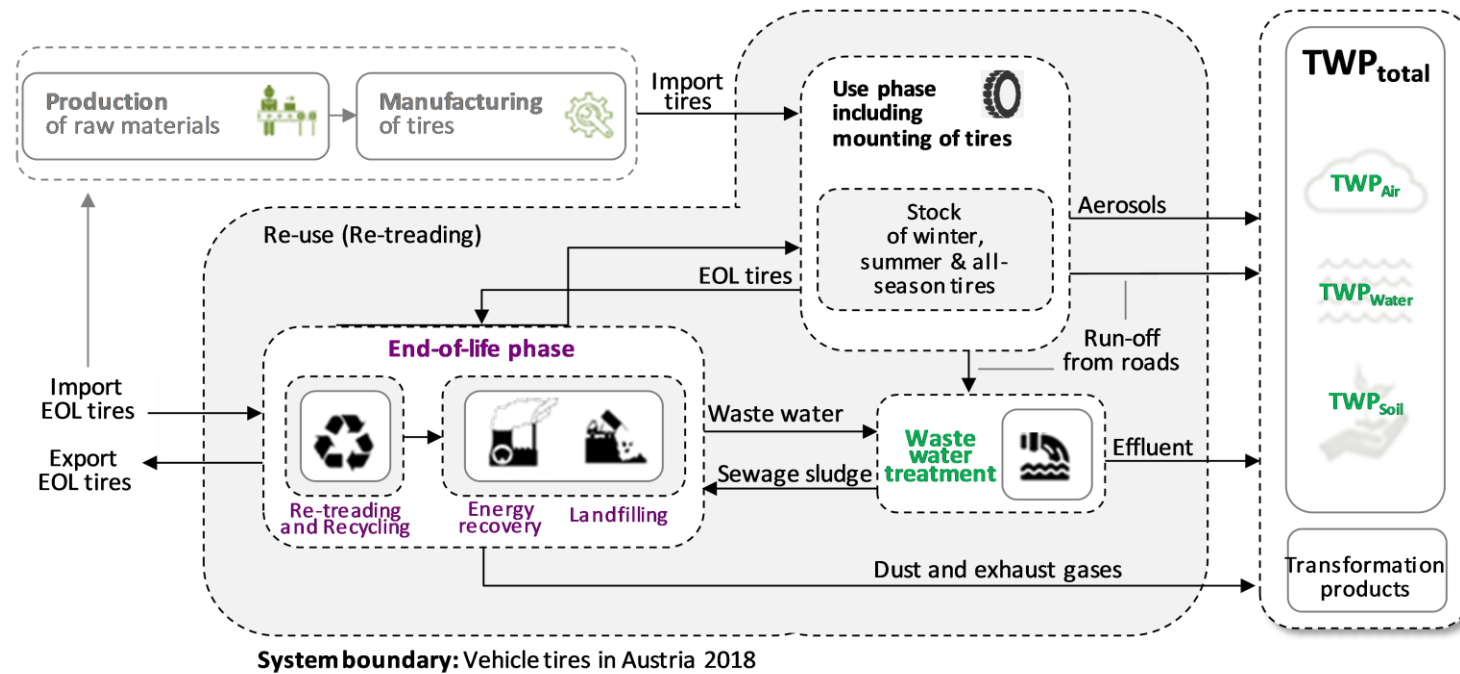 Production
of raw materials
Manufacturing
of tires
Import
tires
Use phase
including
mounting of tires
Stock
of winter,
summer & all-
season tires
TWPtotal
TWPAir
TWPWater
TWPSoil
Transformation
products
Aerosols
Run-off
from roads
Re-use (Re-treading)
EOL tires
End-of-life phase
Import
EOL tires
Export
EOL tires
Re-treading
and Recycling
Energy
recovery
Landfilling
Waste water
Sewage sludge
Waste
water
treatment
Effluent
Dust and exhaust gases
System boundary: Vehicle tires in Austria 2018